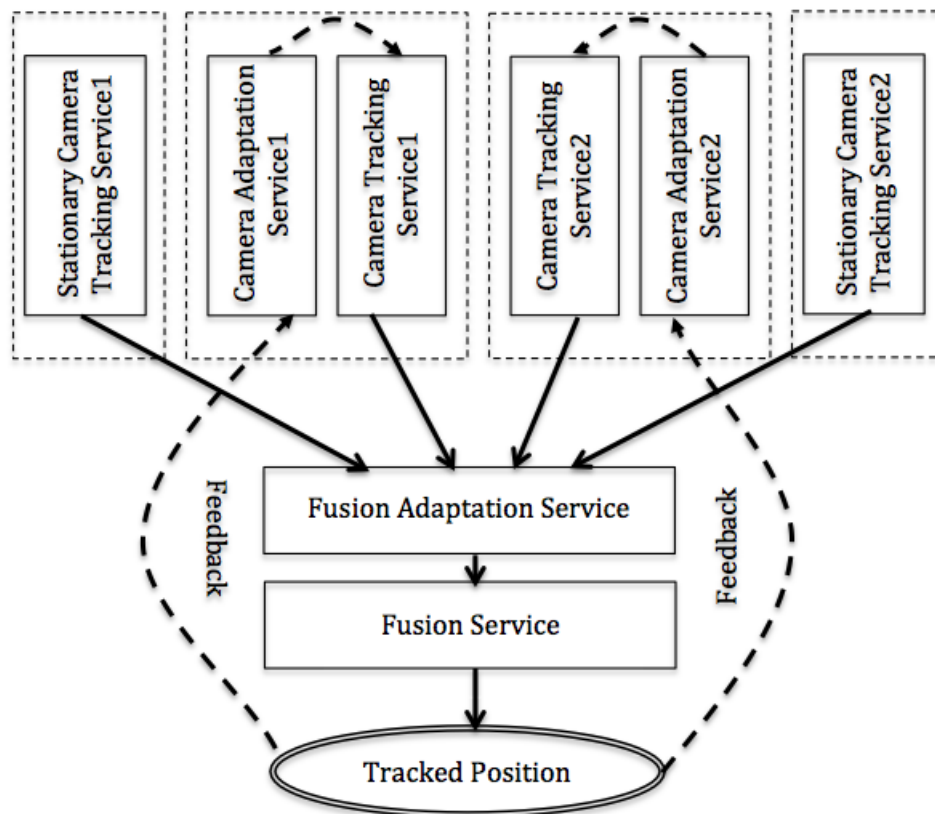 Stationary Camera
Tracking Service1
Camera Adaptation
Service1
Camera Tracking
Service1
Camera Tracking
Service2
Camera Adaptation
Service2
Stationary Camera
Tracking Service2
Feedback
Feedback
Fusion Adaptation Service
Fusion Service
Tracked Position